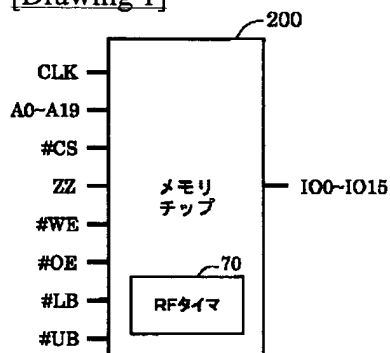 [Drawing 1]
200
CLK
A0~A19
#CS
ZZ
#WE
#OE
#LB
#UB
メモリ
チップ
IO0~IO15
70
RFタイマ